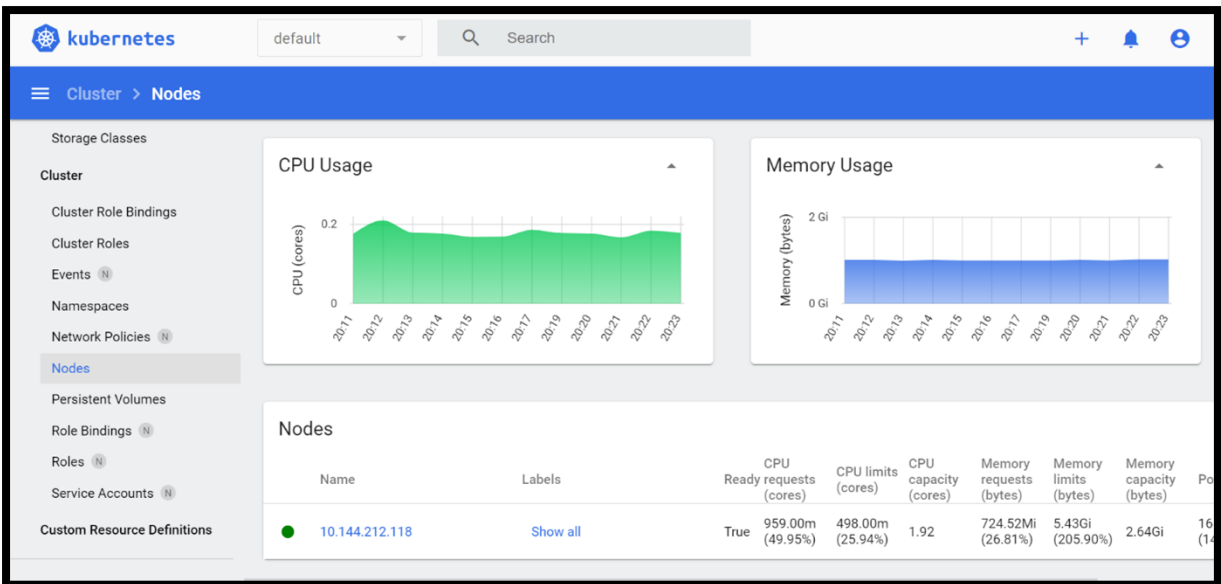 kubernetes
default
Search
Cluster > Nodes
Storage Classes
Cluster
Cluster Role Bindings
Cluster Roles
Events N
Namespaces
Network Policies N
Nodes
Persistent Volumes
Role Bindings N
Roles N
Service Accounts N
Custom Resource Definitions
CPU Usage
CPU (cores)
0.2
0
20:11 20:12 20:13 20:14 20:15 20:16 20:17 20:19 20:20 20:21 20:22 20:23
Memory Usage
Memory (bytes)
2 Gi
0 Gi
20:11 20:12 20:13 20:14 20:15 20:16 20:17 20:19 20:20 20:21 20:22 20:23
Nodes
Name
Labels
Ready
CPU
requests
(cores)
CPU limits
(cores)
CPU
capacity
(cores)
Memory
requests
(bytes)
Memory
limits
(bytes)
Memory
capacity
(bytes)
Po
10.144.212.118
Show all
True
959.00m
(49.95%)
498.00m
(25.94%)
1.92
724.52Mi
(26.81%)
5.43Gi
(205.90%)
2.64Gi
16